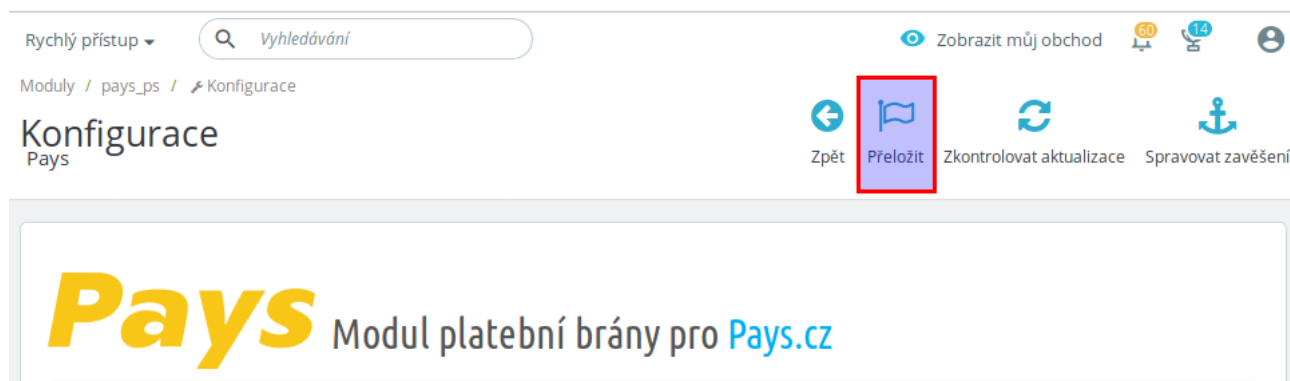 Rychlý přístup Vyhledávání Zobrazit můj obchod 60 14
Moduly / pays_ps / Konfigurace
Konfigurace
Pays
Zpět Přeložit Zkontrolovat aktualizace Spravovat zavěšení
Pays Modul platební brány pro Pays.cz